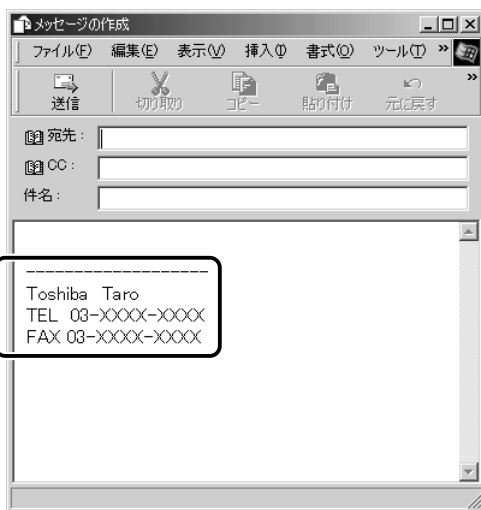 メッセージの作成
ファイル(F) 編集(E) 表示(V) 挿入(I) 書式(O) ツール(T) »
送信 切り取り コピー 貼り付け 元に戻す »
宛先:
CC:
件名:
--------------------
Toshiba Taro
TEL 03-XXXX-XXXX
FAX 03-XXXX-XXXX